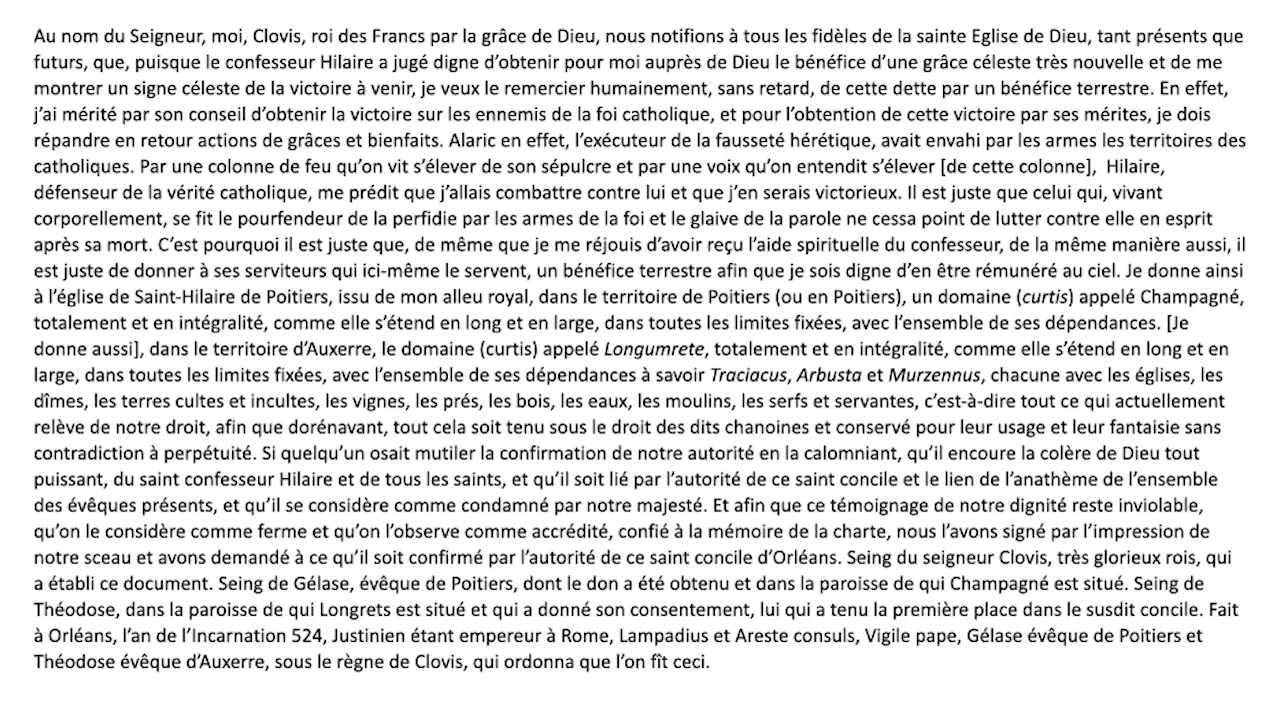 Au nom du Seigneur, moi, Clovis, roi des Francs par la grâce de Dieu, nous notifions à tous les fidèles de la sainte Eglise de Dieu, tant présents que
futurs, que, puisque le confesseur Hilaire a jugé digne d’obtenir pour moi auprès de Dieu le bénéfice d’une grâce céleste très nouvelle et de me
montrer un signe céleste de la victoire à venir, je veux le remercier humainement, sans retard, de cette dette par un bénéfice terrestre. En effet,
j’ai mérité par son conseil d’obtenir la victoire sur les ennemis de la foi catholique, et pour l’obtention de cette victoire par ses mérites, je dois
répandre en retour actions de grâces et bienfaits. Alaric en effet, l’exécuteur de la fausseté hérétique, avait envahi par les armes les territoires des
catholiques. Par une colonne de feu qu’on vit s’élever de son sépulcre et par une voix qu’on entendit s’élever [de cette colonne],  Hilaire,
défenseur de la vérité catholique, me prédit que j’allais combattre contre lui et que j’en serais victorieux. Il est juste que celui qui, vivant
corporellement, se fit le pourfendeur de la perfidie par les armes de la foi et le glaive de la parole ne cessa point de lutter contre elle en esprit
après sa mort. C’est pourquoi il est juste que, de même que je me réjouis d’avoir reçu l’aide spirituelle du confesseur, de la même manière aussi, il
est juste de donner à ses serviteurs qui ici-même le servent, un bénéfice terrestre afin que je sois digne d’en être rémunéré au ciel. Je donne ainsi
à l’église de Saint-Hilaire de Poitiers, issu de mon alleu royal, dans le territoire de Poitiers (ou en Poitiers), un domaine (curtis) appelé Champagné,
totalement et en intégralité, comme elle s’étend en long et en large, dans toutes les limites fixées, avec l’ensemble de ses dépendances. [Je
donne aussi], dans le territoire d’Auxerre, le domaine (curtis) appelé Longumrete, totalement et en intégralité, comme elle s’étend en long et en
large, dans toutes les limites fixées, avec l’ensemble de ses dépendances à savoir Traciacus, Arbusta et Murzennus, chacune avec les églises, les
dîmes, les terres cultes et incultes, les vignes, les prés, les bois, les eaux, les moulins, les serfs et servantes, c’est-à-dire tout ce qui actuellement
relève de notre droit, afin que dorénavant, tout cela soit tenu sous le droit des dits chanoines et conservé pour leur usage et leur fantaisie sans
contradiction à perpétuité. Si quelqu’un osait mutiler la confirmation de notre autorité en la calomniant, qu’il encoure la colère de Dieu tout
puissant, du saint confesseur Hilaire et de tous les saints, et qu’il soit lié par l’autorité de ce saint concile et le lien de l’anathème de l’ensemble
des évêques présents, et qu’il se considère comme condamné par notre majesté. Et afin que ce témoignage de notre dignité reste inviolable,
qu’on le considère comme ferme et qu’on l’observe comme accrédité, confié à la mémoire de la charte, nous l’avons signé par l’impression de
notre sceau et avons demandé à ce qu’il soit confirmé par l’autorité de ce saint concile d’Orléans. Seing du seigneur Clovis, très glorieux rois, qui
a établi ce document. Seing de Gélase, évêque de Poitiers, dont le don a été obtenu et dans la paroisse de qui Champagné est situé. Seing de
Théodose, dans la paroisse de qui Longrets est situé et qui a donné son consentement, lui qui a tenu la première place dans le susdit concile. Fait
à Orléans, l’an de l’Incarnation 524, Justinien étant empereur à Rome, Lampadius et Areste consuls, Vigile pape, Gélase évêque de Poitiers et
Théodose évêque d’Auxerre, sous le règne de Clovis, qui ordonna que l’on fît ceci.